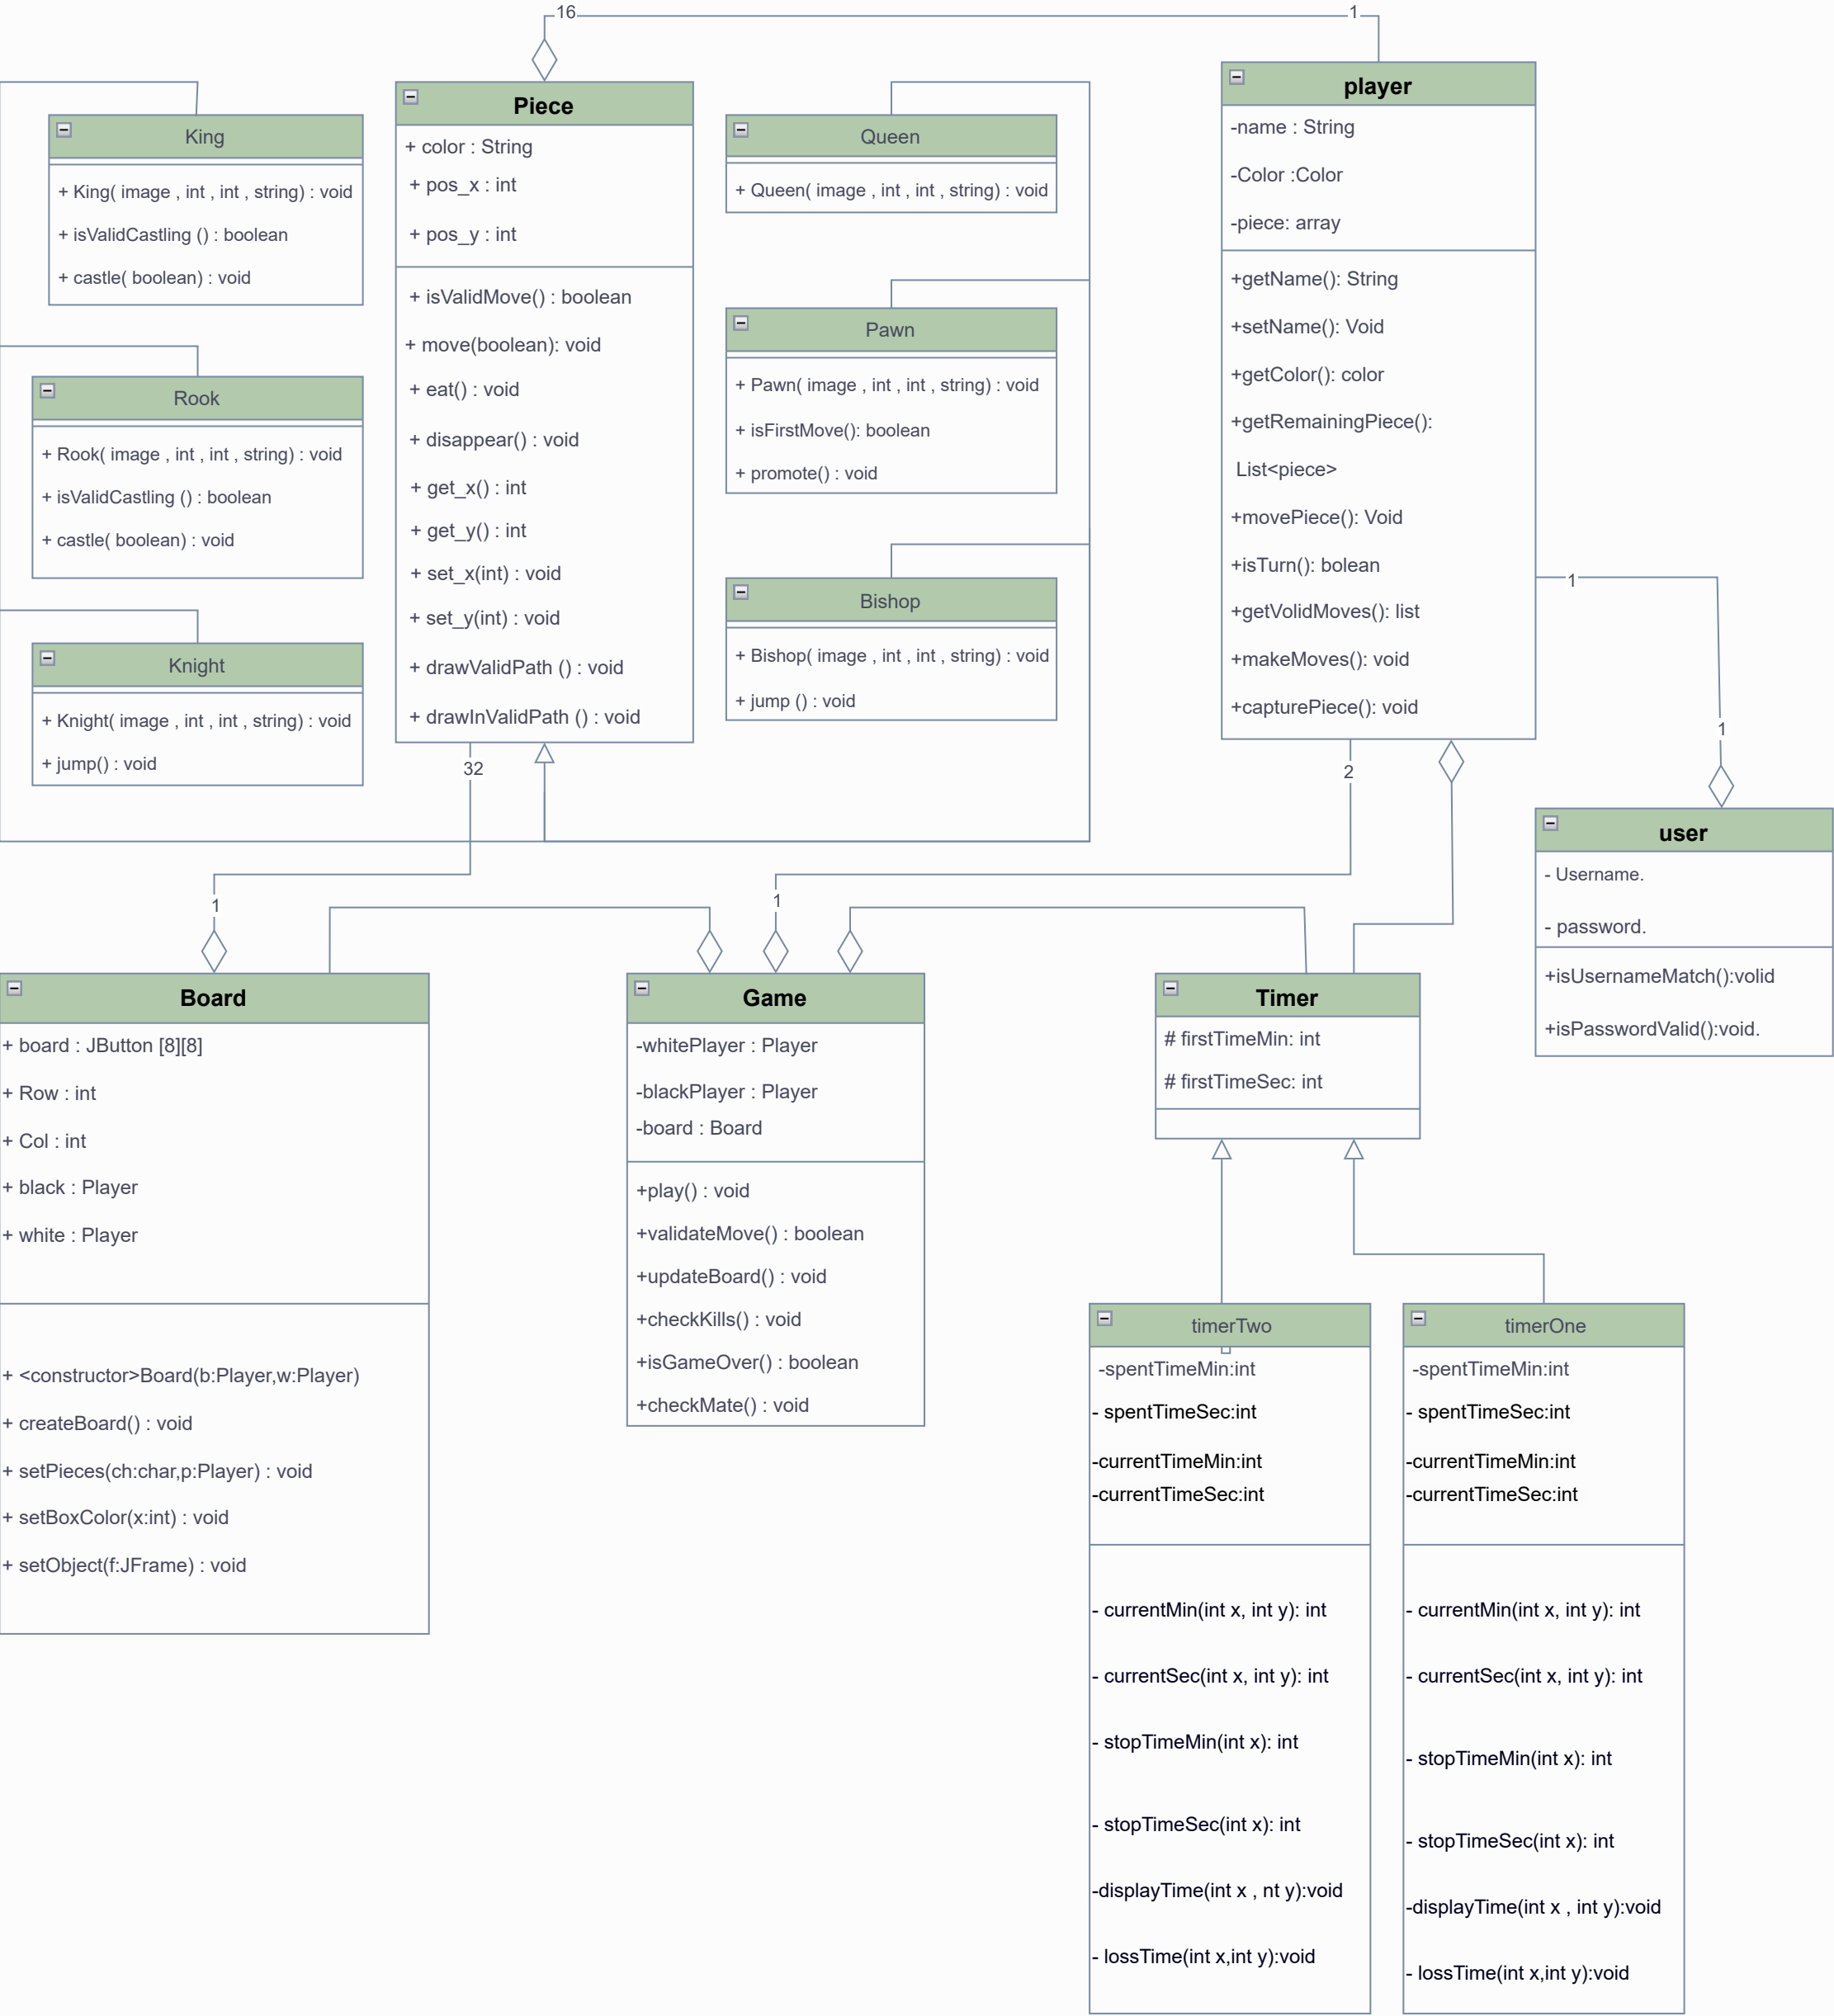 16
1
King
+ King( image , int , int , string) : void
+ isValidCastling () : boolean
+ castle( boolean) : void
Rook
+ Rook( image , int , int , string) : void
+ isValidCastling () : boolean
+ castle( boolean) : void
Knight
+ Knight( image , int , int , string) : void
+ jump() : void
Piece
+ color : String
+ pos_x : int
+ pos_y : int
+ isValidMove() : boolean
+ move(boolean): void
+ eat() : void
+ disappear() : void
+ get_x() : int
+ get_y() : int
+ set_x(int) : void
+ set_y(int) : void
+ drawValidPath () : void
+ drawInValidPath () : void
32
Queen
+ Queen( image , int , int , string) : void
Pawn
+ Pawn( image , int , int , string) : void
+ isFirstMove(): boolean
+ promote() : void
Bishop
+ Bishop( image , int , int , string) : void
+ jump () : void
player
-name : String
-Color :Color
-piece: array
+getName(): String
+setName(): Void
+getColor(): color
+getRemainingPiece():
List<piece>
+movePiece(): Void
+isTurn(): bolean
+getVolidMoves(): list
+makeMoves(): void
+capturePiece(): void
1
1
2
user
- Username.
- password.
+isUsernameMatch():volid
+isPasswordValid():void.
1
1
Board
+ board : JButton [8][8]
+ Row : int
+ Col : int
+ black : Player
+ white : Player
+ <constructor>Board(b:Player,w:Player)
+ createBoard() : void
+ setPieces(ch:char,p:Player) : void
+ setBoxColor(x:int) : void
+ setObject(f:JFrame) : void
Game
-whitePlayer : Player
-blackPlayer : Player
-board : Board
+play() : void
+validateMove() : boolean
+updateBoard() : void
+checkKills() : void
+isGameOver() : boolean
+checkMate() : void
Timer
# firstTimeMin: int
# firstTimeSec: int
timerTwo
-spentTimeMin:int
- spentTimeSec:int
-currentTimeMin:int
-currentTimeSec:int
- currentMin(int x, int y): int
- currentSec(int x, int y): int
- stopTimeMin(int x): int
- stopTimeSec(int x): int
-displayTime(int x , nt y):void
- lossTime(int x,int y):void
timerOne
-spentTimeMin:int
- spentTimeSec:int
-currentTimeMin:int
-currentTimeSec:int
- currentMin(int x, int y): int
- currentSec(int x, int y): int
- stopTimeMin(int x): int
- stopTimeSec(int x): int
-displayTime(int x , int y):void
- lossTime(int x,int y):void